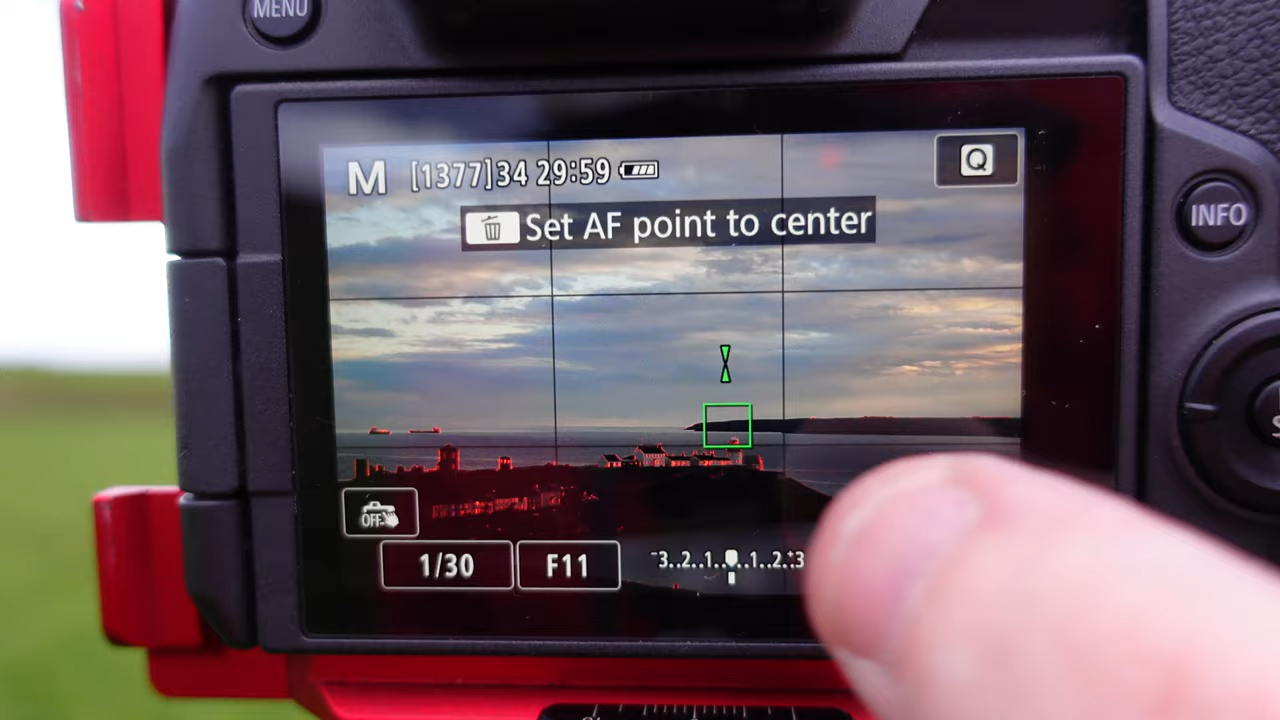 MENU
M [1377]34 29:59
Q
INFO
Set AF point to center
OFF
1/30 F11 -3..2..1..1..2..+3